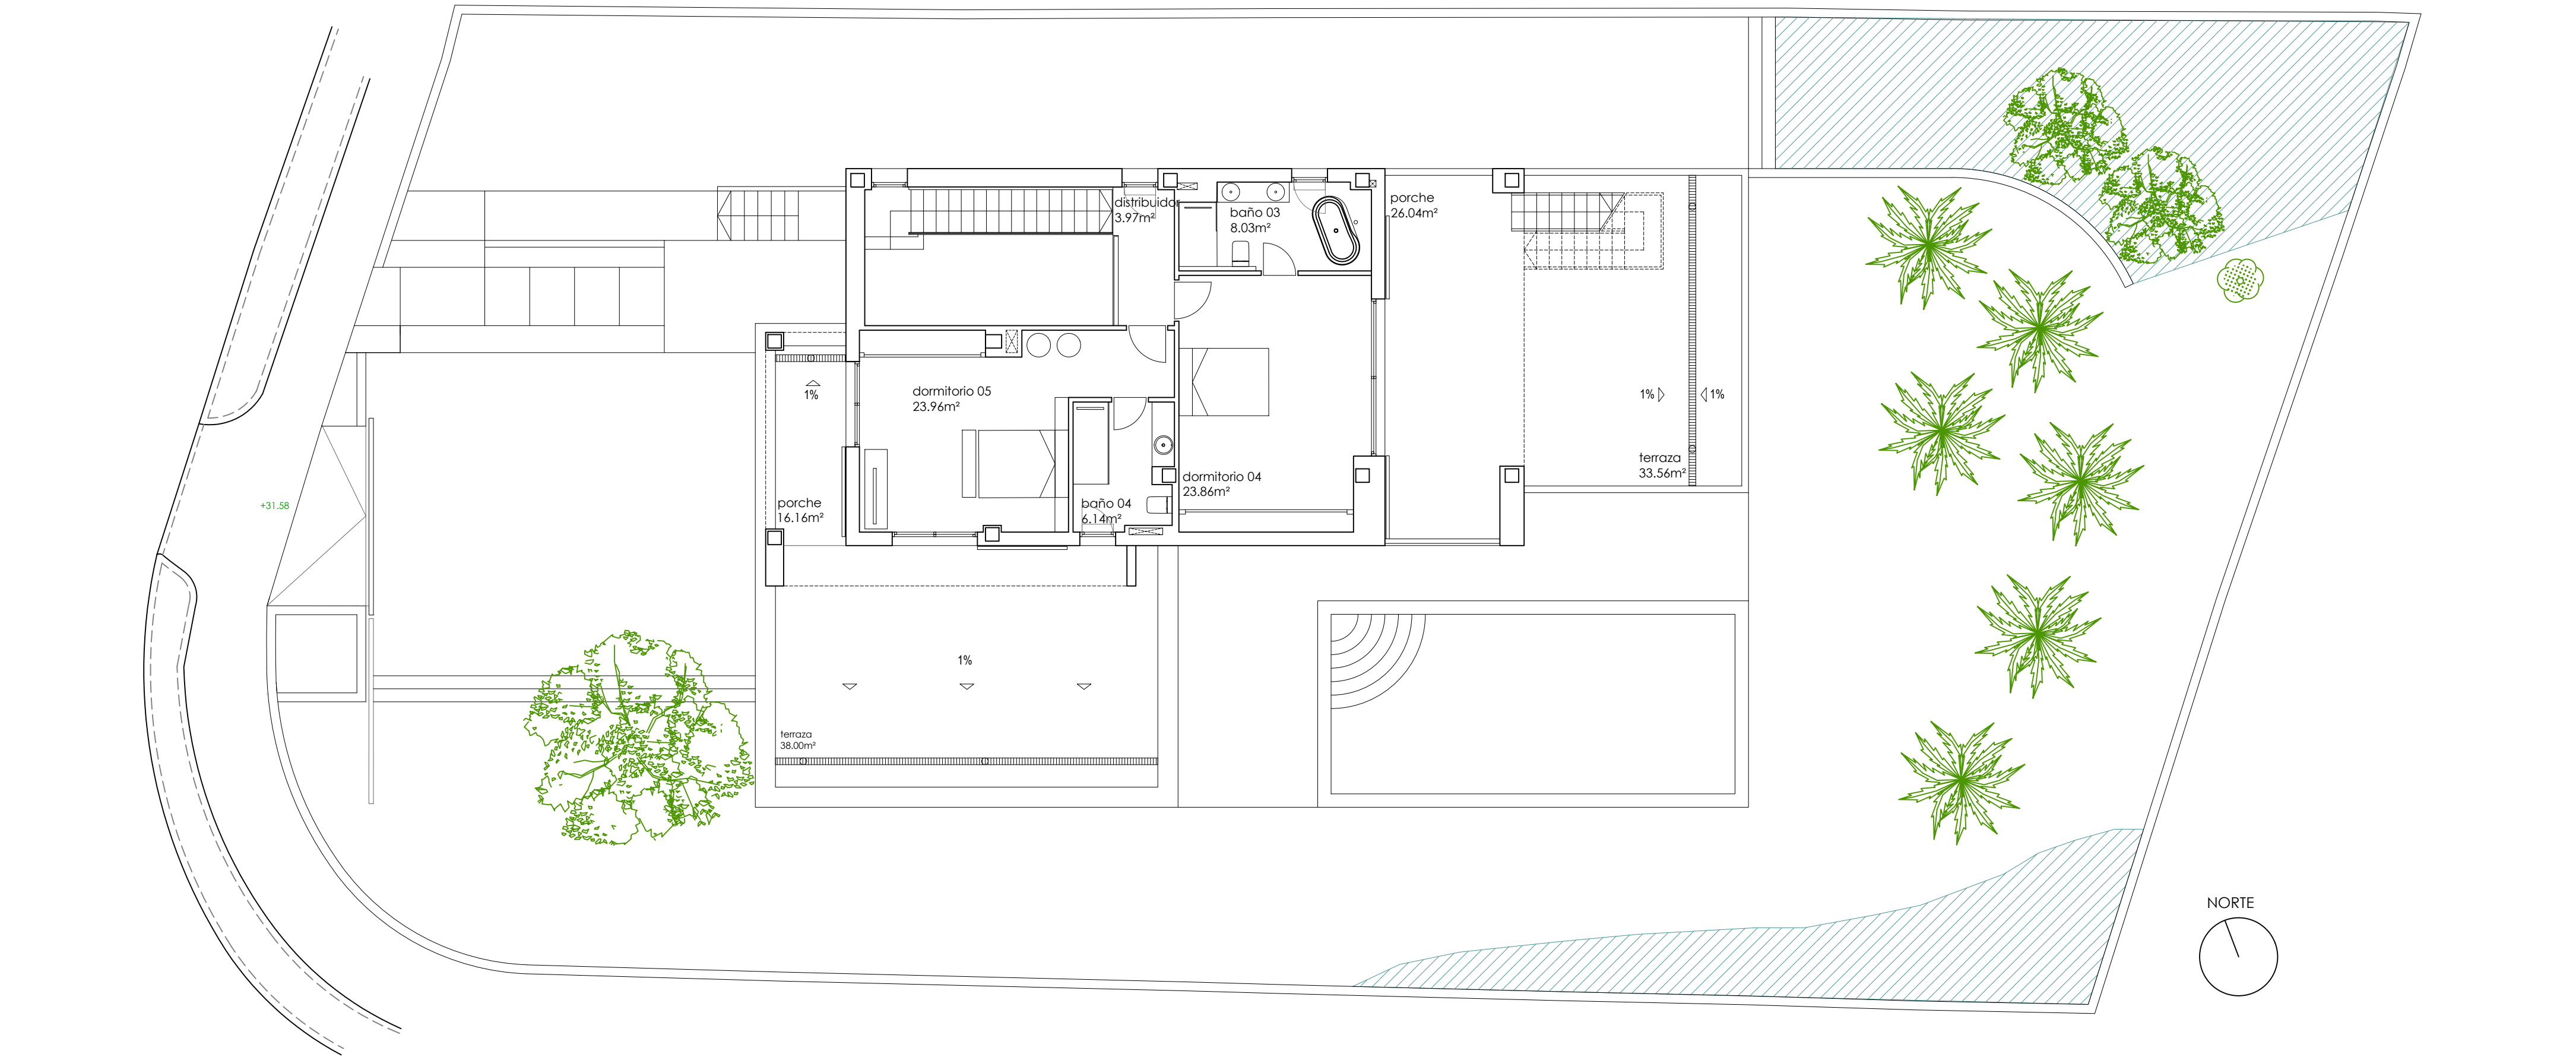 distribuidor
3.97m²
baño 03
8.03m²
porche
26.04m²
1%
dormitorio 05
23.96m²
1%
1%
terraza
33.56m²
dormitorio 04
23.86m²
porche
16.16m²
baño 04
6.14m²
+31.58
1%
terraza
38.00m²
NORTE